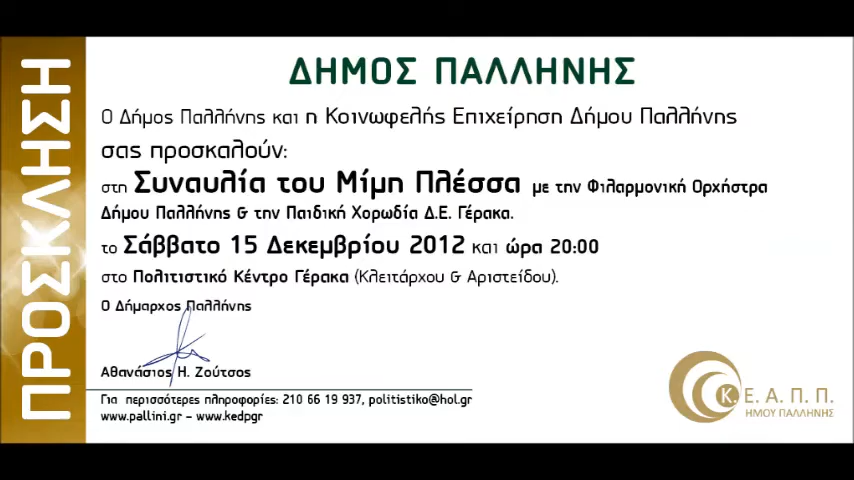 ΠΡΟΣΚΛΗΣΗ
ΔΗΜΟΣ ΠΑΛΛΗΝΗΣ
Ο Δήμος Παλλήνης και η Κοινωφελής Επιχείρηση Δήμου Παλλήνης
σας προσκαλούν:
στη Συναυλία του Μίμη Πλέσσα με την Φιλαρμονική Ορχήστρα
Δήμου Παλλήνης & την Παιδική Χορωδία Δ.Ε. Γέρακα.
το Σάββατο 15 Δεκεμβρίου 2012 και ώρα 20:00
στο Πολιτιστικό Κέντρο Γέρακα (Κλειτάρχου & Αριστείδου).
Ο Δήμαρχος Παλλήνης
Αθανάσιος Η. Ζούτσος
Για περισσότερες πληροφορίες: 210 66 19 937, politistiko@hol.gr
www.pallini.gr – www.kedpgr
Κ. Ε. Α. Π. Π.
ΗΜΟΥ ΠΑΛΛΗΝΗΣ